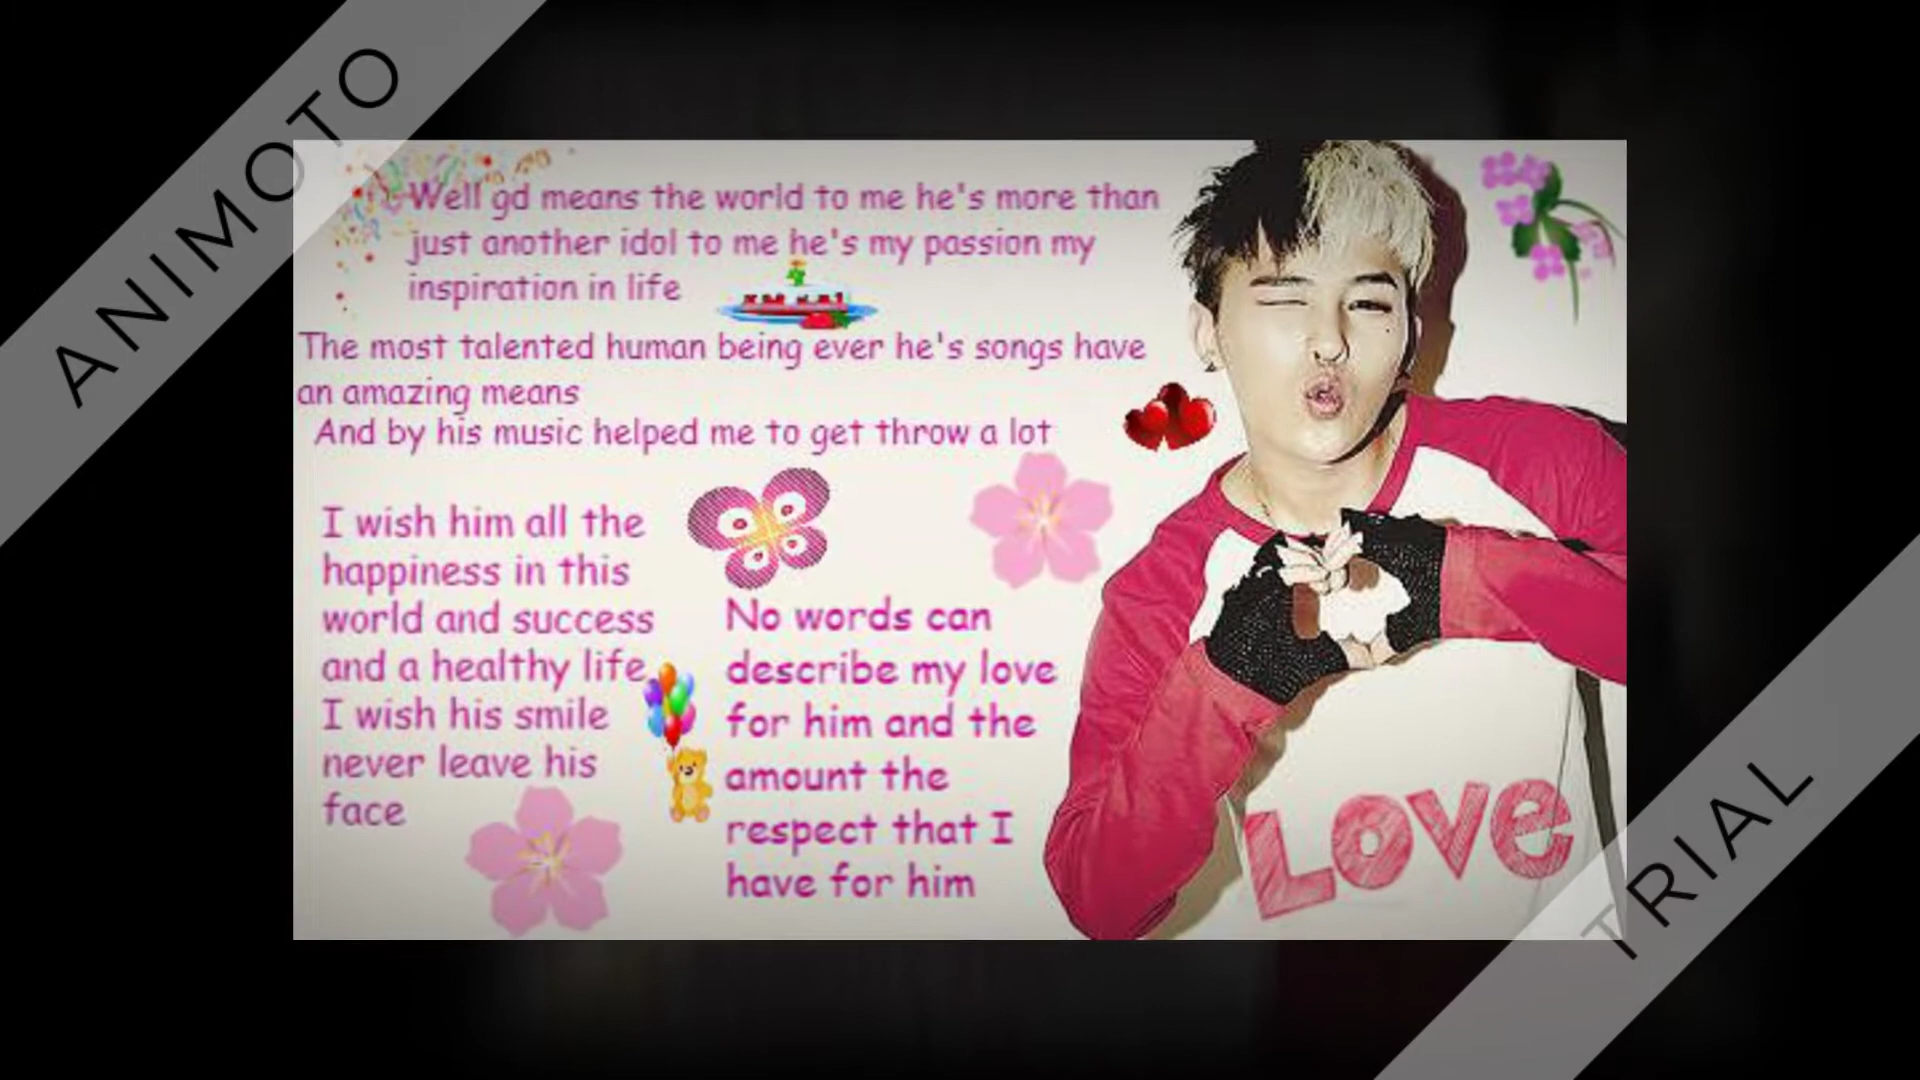 ANIMOTO
Well gd means the world to me he's more than
just another idol to me he's my passion my
inspiration in life
The most talented human being ever he's songs have
an amazing means
And by his music helped me to get throw a lot
I wish him all the
happiness in this
world and success
and a healthy life
I wish his smile
never leave his
face
No words can
describe my love
for him and the
amount the
respect that I
have for him
LOVe
TRIAL